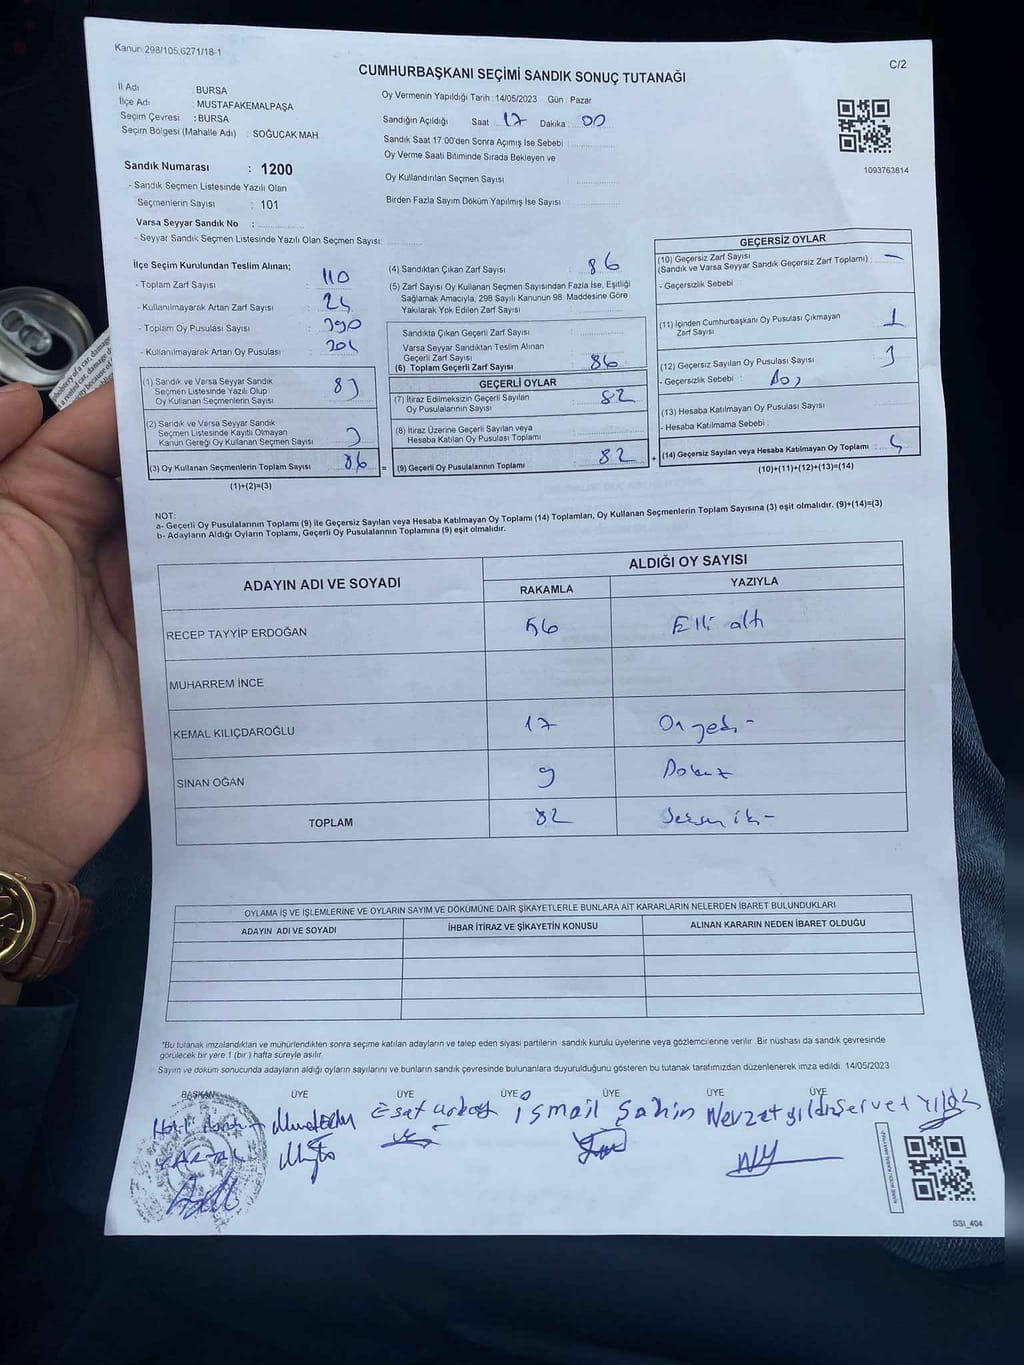 Kanun: 298/105,6271/18-1
C/2
CUMHURBAŞKANI SEÇİMİ SANDIK SONUÇ TUTANAĞI
İl Adı : BURSA
İlçe Adı : MUSTAFAKEMALPAŞA
Seçim Çevresi : BURSA
Seçim Bölgesi (Mahalle Adı) : SOĞUCAK MAH
Sandık Numarası : 1200
- Sandık Seçmen Listesinde Yazılı Olan
Seçmenlerin Sayısı : 101
Varsa Seyyar Sandık No :
- Seyyar Sandık Seçmen Listesinde Yazılı Olan Seçmen Sayısı:
Oy Vermenin Yapıldığı Tarih : 14/05/2023 Gün : Pazar
Sandığın Açıldığı Saat 17 Dakika : 00
Sandık Saat 17:00'den Sonra Açımış İse Sebebi
Oy Verme Saati Bitiminde Sırada Bekleyen ve
Oy Kullandırılan Seçmen Sayısı :
Birden Fazla Sayım Döküm Yapılmış İse Sayısı :
1093763814
İlçe Seçim Kurulundan Teslim Alınan;
- Toplam Zarf Sayısı : 110
- Kullanılmayarak Artan Zarf Sayısı : 24
- Toplam Oy Pusulası Sayısı :
- Kullanılmayarak Artan Oy Pusulası :
(1) Sandık ve Varsa Seyyar Sandık
Seçmen Listesinde Yazılı Olup
Oy Kullanan Seçmenlerin Sayısı : 83
(2) Sandık ve Varsa Seyyar Sandık
Seçmen Listesinde Kayıtlı Olmayan
Kanun Gereği Oy Kullanan Seçmen Sayısı : 3
(3) Oy Kullanan Seçmenlerin Toplam Sayısı : 86 =
(1)+(2)=(3)
(4) Sandıktan Çıkan Zarf Sayısı : 86
(5) Zarf Sayısı Oy Kullanan Seçmen Sayısından Fazla İse, Eşitliği
Sağlamak Amacıyla, 298 Sayılı Kanunun 98. Maddesine Göre
Yakılarak Yok Edilen Zarf Sayısı :
Sandıkta Çıkan Geçerli Zarf Sayısı :
Varsa Seyyar Sandıktan Teslim Alınan
Geçerli Zarf Sayısı :
(6) Toplam Geçerli Zarf Sayısı : 86
GEÇERLİ OYLAR
(7) İtiraz Edilmeksizin Geçerli Sayılan
Oy Pusulalarının Sayısı : 82
(8) İtiraz Üzerine Geçerli Sayılan veya
Hesaba Katılan Oy Pusulası Toplamı :
(9) Geçerli Oy Pusulalarının Toplamı : 82 +
GEÇERSİZ OYLAR
(10) Geçersiz Zarf Sayısı
(Sandık ve Varsa Seyyar Sandık Geçersiz Zarf Toplamı) : —
- Geçersizlik Sebebi
(11) İçinden Cumhurbaşkanı Oy Pusulası Çıkmayan
Zarf Sayısı : 1
(12) Geçersiz Sayılan Oy Pusulası Sayısı : 3
- Geçersizlik Sebebi :
(13) Hesaba Katılmayan Oy Pusulası Sayısı :
- Hesaba Katılmama Sebebi :
(14) Geçersiz Sayılan veya Hesaba Katılmayan Oy Toplamı : 4
(10)+(11)+(12)+(13)=(14)
NOT:
a- Geçerli Oy Pusulalarının Toplamı (9) ile Geçersiz Sayılan veya Hesaba Katılmayan Oy Toplamı (14) Toplamları, Oy Kullanan Seçmenlerin Toplam Sayısına (3) eşit olmalıdır. (9)+(14)=(3)
b- Adayların Aldığı Oyların Toplamı, Geçerli Oy Pusulalarının Toplamına (9) eşit olmalıdır.
ADAYIN ADI VE SOYADI
ALDIĞI OY SAYISI
RAKAMLA YAZIYLA
RECEP TAYYİP ERDOĞAN 56 Elli altı
MUHARREM İNCE
KEMAL KILIÇDAROĞLU 17 On yedi -
SİNAN OĞAN 9 Dokuz
TOPLAM 82 Seksen iki -
OYLAMA İŞ VE İŞLEMLERİNE VE OYLARIN SAYIM VE DÖKÜMÜNE DAİR ŞİKAYETLERLE BUNLARA AİT KARARLARIN NELERDEN İBARET BULUNDUKLARI
ADAYIN ADI VE SOYADI İHBAR İTİRAZ VE ŞİKAYETİN KONUSU ALINAN KARARIN NEDEN İBARET OLDUĞU
*Bu tutanak imzalandıktan ve mühürlendikten sonra seçime katılan adayların ve talep eden siyasi partilerin sandık kurulu üyelerine veya gözlemcilerine verilir. Bir nüshası da sandık çevresinde
görülecek bir yere 1 (bir) hafta süreyle asılır.
Sayım ve döküm sonucunda adayların aldığı oyların sayılarını ve bunların sandık çevresinde bulunanlara duyurulduğunu gösteren bu tutanak tarafımızdan düzenlenerek imza edildi. 14/05/2023
BAŞKAN ÜYE ÜYE ÜYE ÜYE ÜYE ÜYE
Esat İsmail Şahin Nevzat Yıldız Servet Yıldız
KARTAL
SSI_404